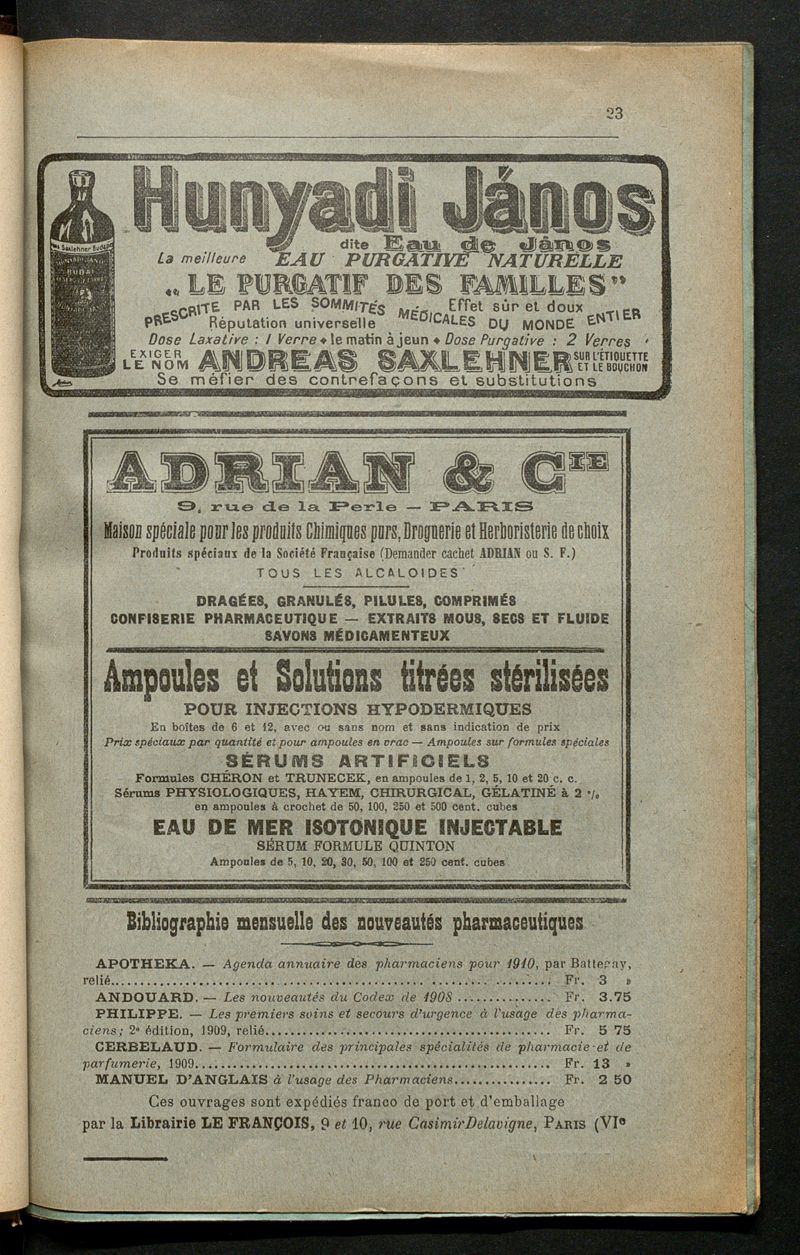 23
Hunyadi János
dite Eau de János
La meilleure EAU PURGATIVE NATURELLE
„ LE PURGATIF DES FAMILLES”
PRESCRITE PAR LES SOMMITÉS MÉDICALES DU MONDE ENTIER
Réputation universelle Effet sûr et doux
Dose Laxative : 1 Verre ♦ le matin à jeun ♦ Dose Purgative : 2 Verres
EXIGER LE NOM ANDREAS SAXLEHNER SUR L'ÉTIQUETTE ET LE BOUCHON
Se méfier des contrefaçons et substitutions
ADRIAN & CIE
9, rue de la Perle — PARIS
Maison spéciale pour les produits Chimiques purs, Droguerie et Herboristerie de choix
Produits spéciaux de la Société Française (Demander cachet ADRIAN ou S. F.)
TOUS LES ALCALOIDES
DRAGÉES, GRANULÉS, PILULES, COMPRIMÉS
CONFISERIE PHARMACEUTIQUE — EXTRAITS MOUS, SECS ET FLUIDE
SAVONS MÉDICAMENTEUX
Ampoules et Solutions titrées stérilisées
POUR INJECTIONS HYPODERMIQUES
En boîtes de 6 et 12, avec ou sans nom et sans indication de prix
Prix spéciaux par quantité et pour ampoules en vrac — Ampoules sur formules spéciales
SÉRUMS ARTIFICIELS
Formules CHÉRON et TRUNECEK, en ampoules de 1, 2, 5, 10 et 20 c. c.
Sérums PHYSIOLOGIQUES, HAYEM, CHIRURGICAL, GÉLATINÉ à 2 %
en ampoules à crochet de 50, 100, 250 et 500 cent. cubes
EAU DE MER ISOTONIQUE INJECTABLE
SÉRUM FORMULE QUINTON
Ampoules de 5, 10, 20, 30, 50, 100 et 250 cent. cubes
Bibliographie mensuelle des nouveautés pharmaceutiques
APOTHEKA. — Agenda annuaire des pharmaciens pour 1910, par
relié........ Fr. 3 »
ANDOUARD. — Les nouveautés du Codex de 1908 ........ Fr. 3.75
PHILIPPE. — Les premiers soins et secours d'urgence à l'usage des pharma-
ciens; 2e édition, 1909, relié........ Fr. 5 75
CERBELAUD. — Formulaire des principales spécialités de pharmacie et de
parfumerie, 1909........ Fr. 13 »
MANUEL D'ANGLAIS à l'usage des Pharmaciens........ Fr. 2 50
Ces ouvrages sont expédiés franco de port et d'emballage
par la Librairie LE FRANÇOIS, 9 et 10, rue Casimir Delavigne, PARIS (VIe